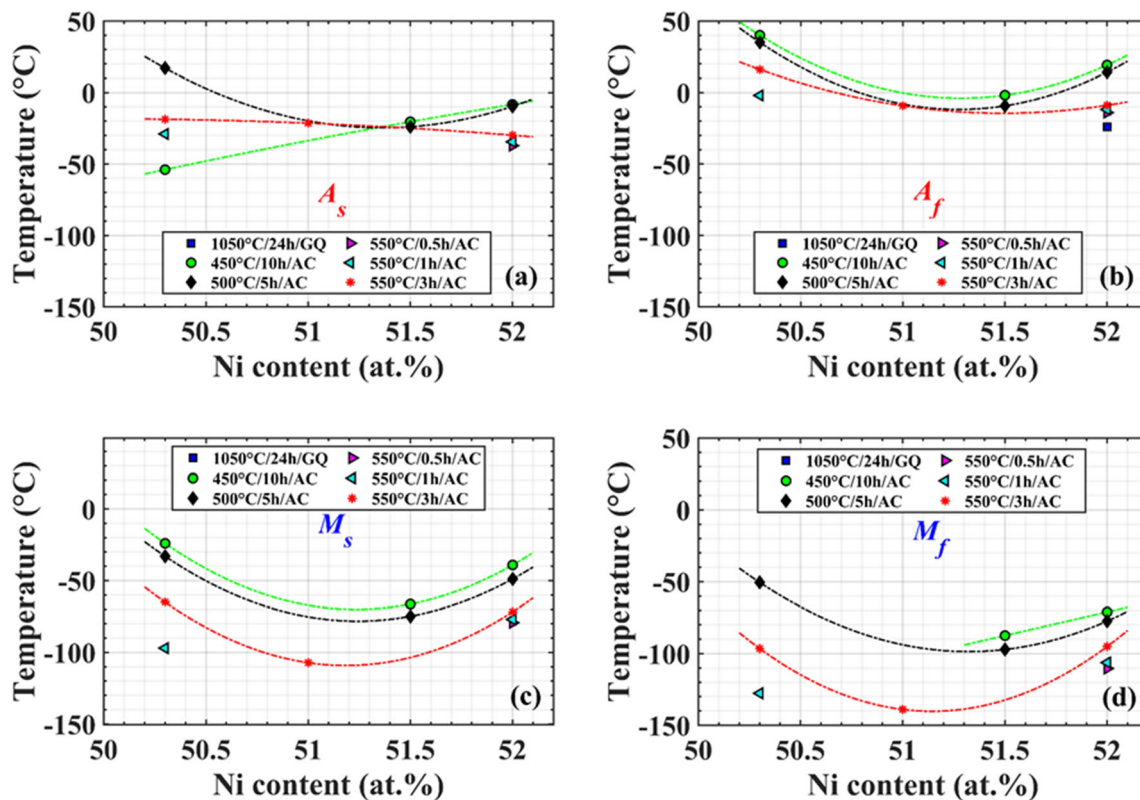 50
0
-50
-100
-150
Temperature (°C)
A_s
1050°C/24h/GQ
450°C/10h/AC
500°C/5h/AC
550°C/0.5h/AC
550°C/1h/AC
550°C/3h/AC
(a)
50 50.5 51 51.5 52
Ni content (at.%)
50
0
-50
-100
-150
Temperature (°C)
A_f
1050°C/24h/GQ
450°C/10h/AC
500°C/5h/AC
550°C/0.5h/AC
550°C/1h/AC
550°C/3h/AC
(b)
50 50.5 51 51.5 52
Ni content (at.%)
0
-50
-100
-150
Temperature (°C)
1050°C/24h/GQ
450°C/10h/AC
500°C/5h/AC
550°C/0.5h/AC
550°C/1h/AC
550°C/3h/AC
M_s
(c)
50 50.5 51 51.5 52
Ni content (at.%)
50
0
-50
-100
-150
Temperature (°C)
1050°C/24h/GQ
450°C/10h/AC
500°C/5h/AC
550°C/0.5h/AC
550°C/1h/AC
550°C/3h/AC
M_f
(d)
50 50.5 51 51.5 52
Ni content (at.%)